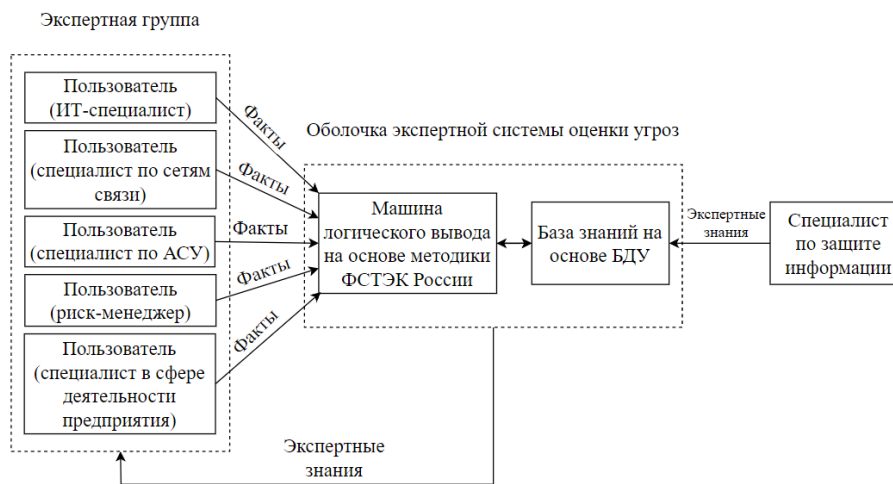 Экспертная группа
Пользователь
(ИТ-специалист)
Пользователь
(специалист по сетям
связи)
Пользователь
(специалист по АСУ)
Пользователь
(риск-менеджер)
Пользователь
(специалист в сфере
деятельности
предприятия)
Факты
Факты
Факты
Факты
Факты
Оболочка экспертной системы оценки угроз
Машина
логического вывода
на основе методики
ФСТЭК России
База знаний на
основе БДУ
Экспертные
знания
Специалист
по защите
информации
Экспертные
знания